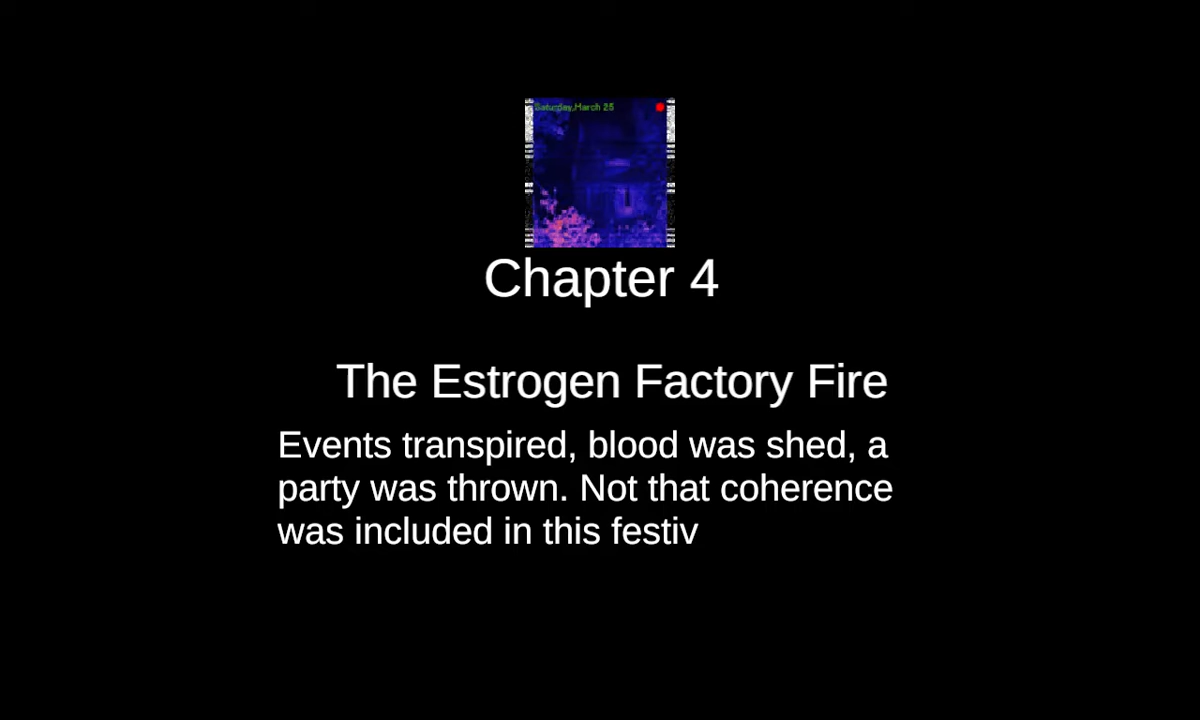 Saturday,March 25
Chapter 4
The Estrogen Factory Fire
Events transpired, blood was shed, a
party was thrown. Not that coherence
was included in this festiv